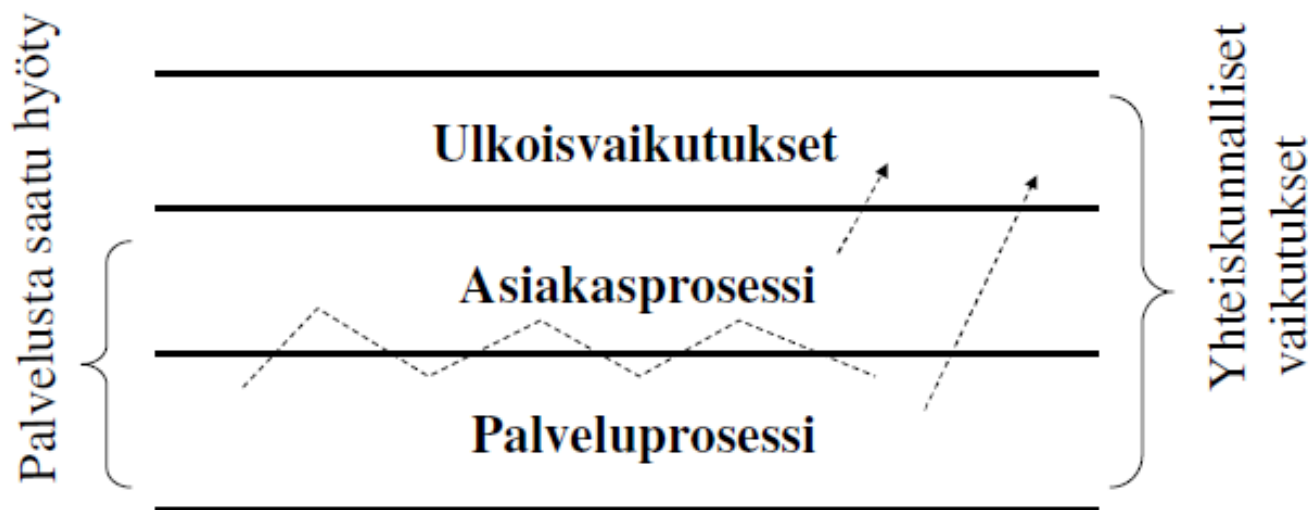 Palvelusta saatu hyöty
Ulkoisvaikutukset
Asiakasprosessi
Palveluprosessi
Yhteiskunnalliset
vaikutukset